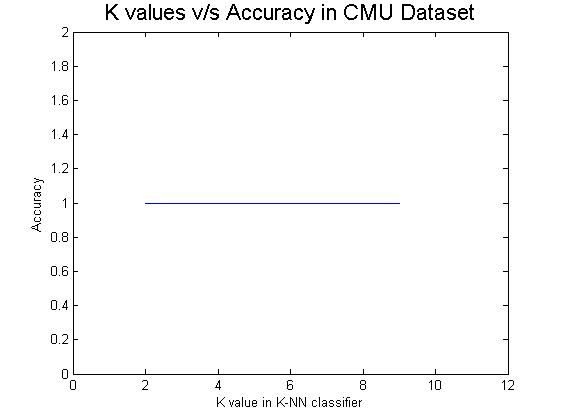 K values v/s Accuracy in CMU Dataset
2
1.8
1.6
1.4
1.2
1
0.8
0.6
0.4
0.2
0
Accuracy
0 2 4 6 8 10 12
K value in K-NN classifier